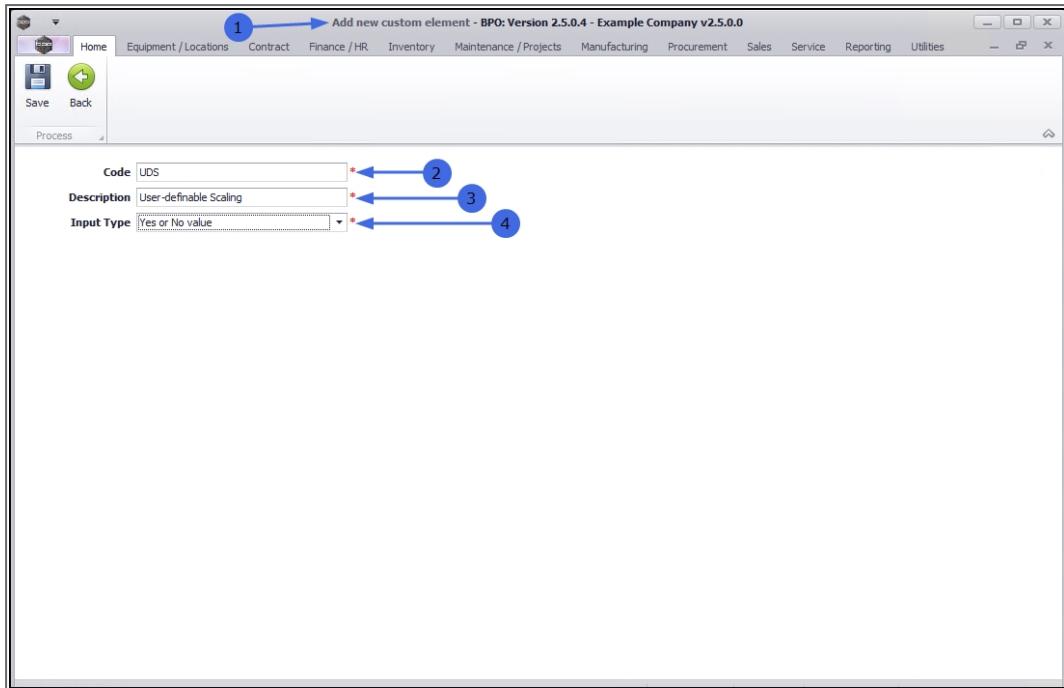 Add new custom element - BPO: Version 2.5.0.4 - Example Company v2.5.0.0
1
Home Equipment / Locations Contract Finance / HR Inventory Maintenance / Projects Manufacturing Procurement Sales Service Reporting Utilities
Save Back
Process
Code UDS * 2
Description User-definable Scaling * 3
Input Type Yes or No value * 4